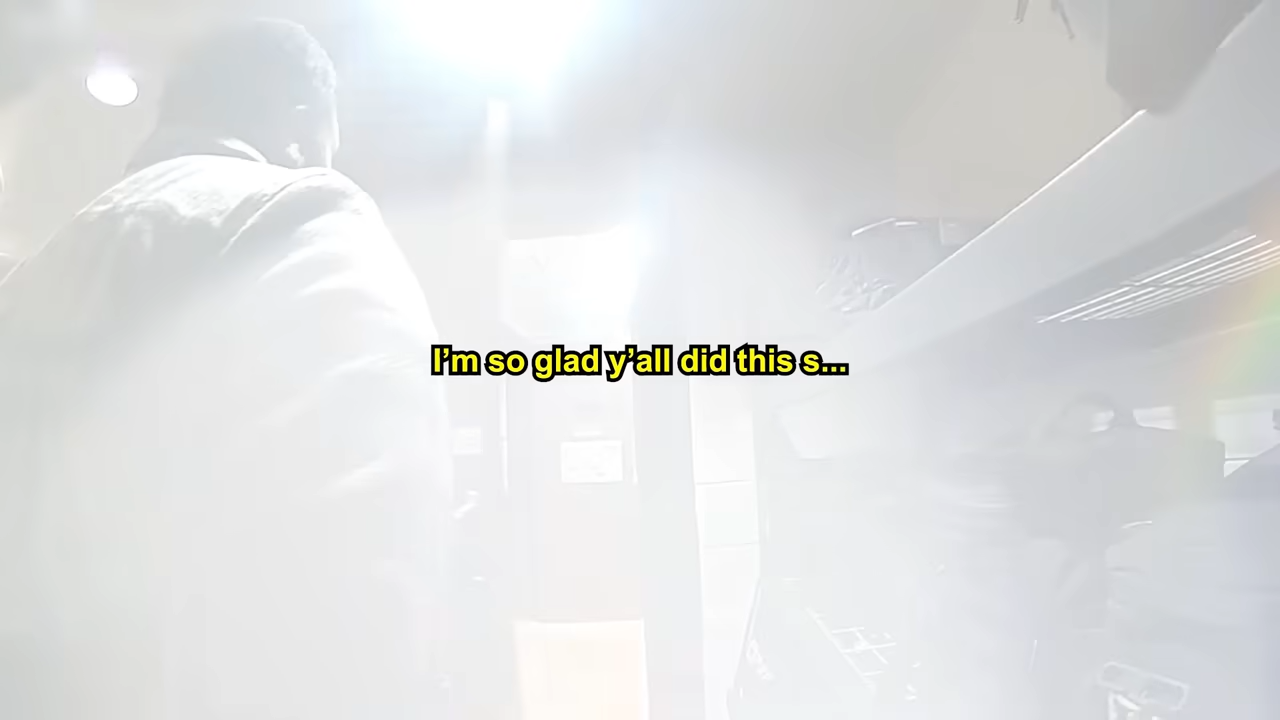 I’m so glad y’all did this s...